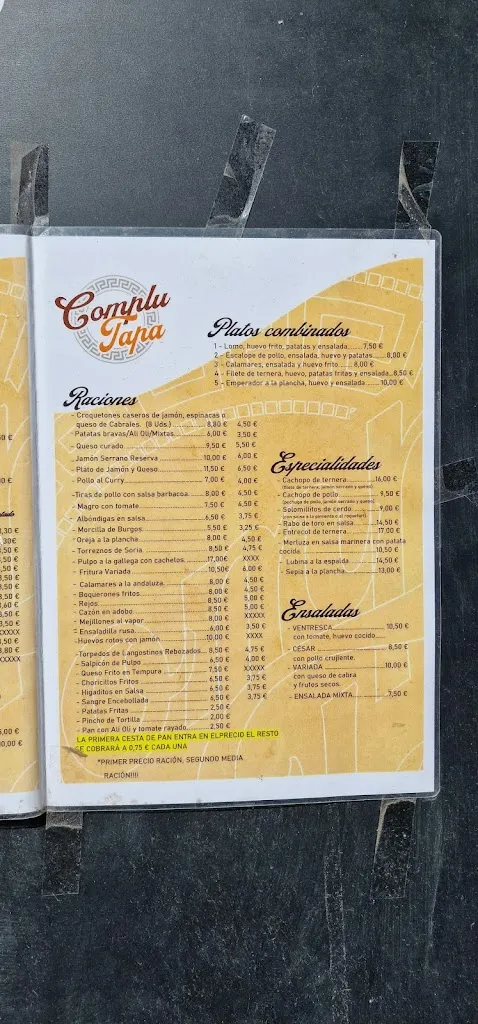 Complu
Tapa
Platos combinados
1 - Lomo, huevo frito, patatas y ensalada........7,50 €
2 - Escalope de pollo, ensalada, huevo y patatas......8,00 €
3 - Calamares, ensalada y huevo frito......8,00 €
4 - Filete de ternera, huevo, patatas fritas y ensalada..8,50 €
5 - Emperador a la plancha, huevo y ensalada......10,00 €
Raciones
- Croquetones caseros de jamón, espinacas o
queso de Cabrales. (8 Uds.)......8,80 € 4,50 €
Patatas bravas/Ali Oli/Mixtas......6,00 € 3,50 €
- Queso curado......9,50 € 5,50 €
Jamón Serrano Reserva......10,00 € 6,00 €
- Plato de Jamón y Queso......11,50 € 6,50 €
- Pollo al Curry......7,00 € 4,00 €
-Tiras de pollo con salsa barbacoa......8,00 € 4,50 €
- Magro con tomate......7,50 € 4,50 €
- Albóndigas en salsa......6,50 € 3,75 €
- Morcilla de Burgos......5,50 € 3,25 €
- Oreja a la plancha......8,00 € 4,50 €
- Torreznos de Soria......8,50 € 4,75 €
- Pulpo a la gallega con cachelos......17,00€ XXXX
- Fritura Variada......10,50€ 6,00 €
- Calamares a la andaluza......8,00 € 4,50 €
- Boquerones fritos......8,00 € 4,50 €
- Rejos......8,50 € 5,00 €
- Cazón en adobo......8,50 € 5,00 €
- Mejillones al vapor......8,00 € XXXXX
- Ensaladilla rusa......6,00 € 3,50 €
-Huevos rotos con jamón......10,00 € XXXX
-Torpedos de Langostinos Rebozados..8,50 € 4,75 €
- Salpicón de Pulpo......6,50 € 4,00 €
- Queso Frito en Tempura......7,50 € XXXXX
- Choricillos Fritos......6,50 € 3,75 €
- Higaditos en Salsa......6,50 € 3,75 €
- Sangre Encebollada......6,50 € 3,75 €
- Patatas Fritas......2,50 €
- Pincho de Tortilla......2,00 €
- Pan con Ali Oli y tomate rayado......2,50 €
LA PRIMERA CESTA DE PAN ENTRA EN ELPRECIO EL RESTO
SE COBRARÁ A 0,75 € CADA UNA
*PRIMER PRECIO RACIÓN, SEGUNDO MEDIA
RACIÓN!!!!
Especialidades
- Cachopo de ternera......16,00 €
- Cachopo de pollo......9,50 €
- Solomillitos de cerdo......9,00 €
- Rabo de toro en salsa......14,50 €
- Entrecot de ternera......17,00 €
- Merluza en salsa marinera con patata
cocida......10,50 €
- Lubina a la espalda......14,50 €
- Sepia a la plancha......13,00 €
Ensaladas
- VENTRESCA......10,50 €
con tomate, huevo cocido
- CÉSAR......8,50 €
con pollo crujiente.
- VARIADA......10,00 €
con queso de cabra
y frutos secos.
- ENSALADA MIXTA......7,50 €